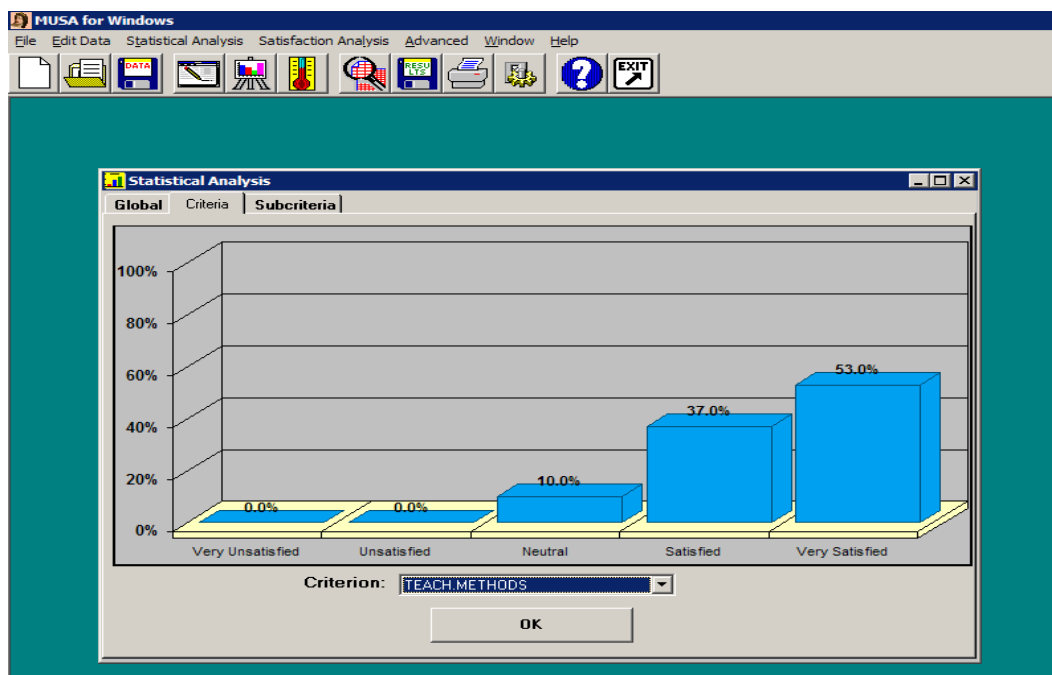 MUSA for Windows
File Edit Data Statistical Analysis Satisfaction Analysis Advanced Window Help
DATA RESU LTS ? EXIT
Statistical Analysis
Global Criteria Subcriteria
100%
80%
60%
40%
20%
0%
0.0% 0.0% 10.0% 37.0% 53.0%
Very Unsatisfied Unsatisfied Neutral Satisfied Very Satisfied
Criterion: TEACH.METHODS
OK